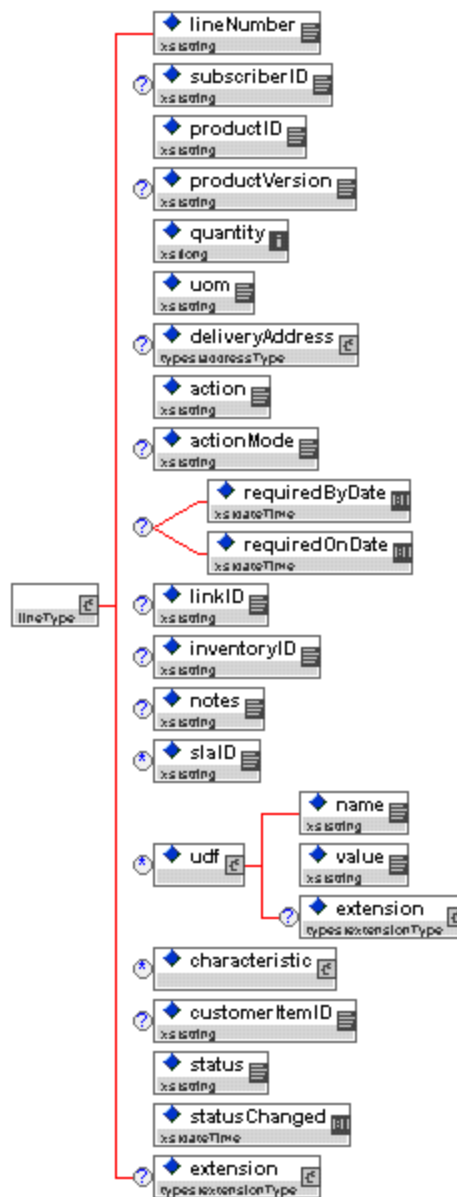 lineNumber
xs:string
? subscriberID
xs:string
productID
xs:string
? productVersion
xs:string
quantity
xs:long
uom
xs:string
? deliveryAddress
types:addressType
action
xs:string
? actionMode
xs:string
requiredByDate
xs:dateTime
?
requiredOnDate
xs:dateTime
lineType
? linkID
xs:string
? inventoryID
xs:string
? notes
xs:string
* slaID
xs:string
name
xs:string
* udf
value
xs:string
? extension
types:extensionType
* characteristic
? customerItemID
xs:string
status
xs:string
statusChanged
xs:dateTime
? extension
types:extensionType